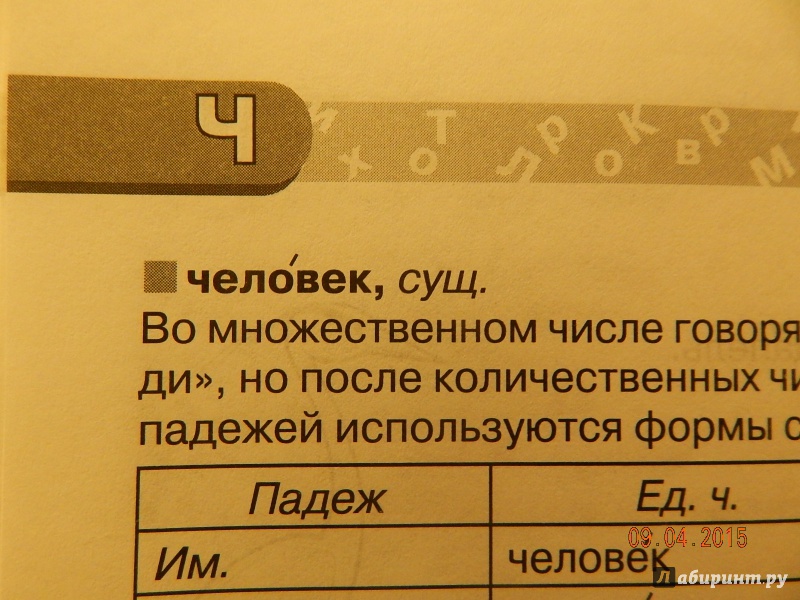 Ч
и х о т л р о к в р м
■ челове́к, сущ.
Во множественном числе говоря
ди», но после количественных чи
падежей используются формы с
Падеж Ед. ч.
Им. человек
09.04.2015
Лабиринт.ру